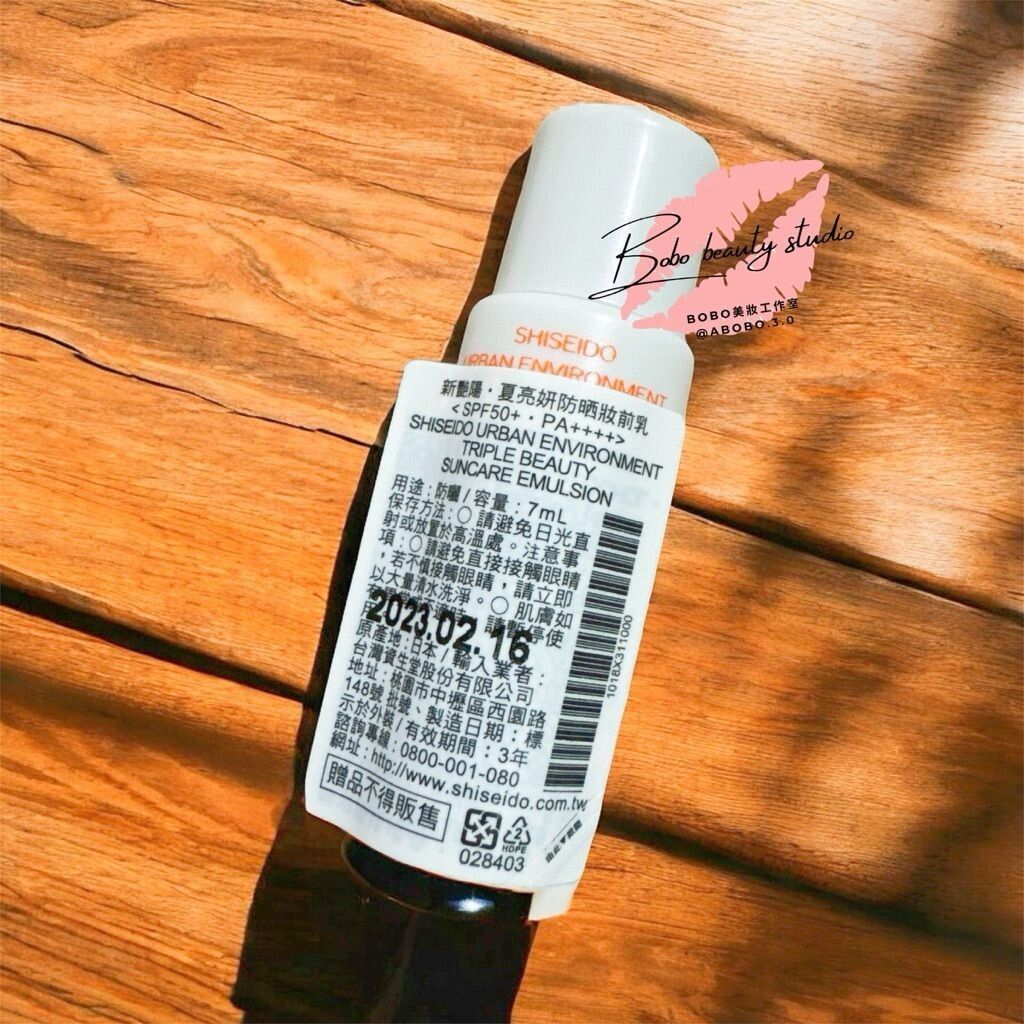 Bobo beauty studio
BOBO美妝工作室
@ABOBO.3.0
SHISEIDO
URBAN ENVIRONMENT
新艷陽・夏亮妍防晒妝前乳
<SPF50+・PA++++>
SHISEIDO URBAN ENVIRONMENT
TRIPLE BEAUTY
SUNCARE EMULSION
用途:防曬/容量:7mL
保存方法:○請避免日光直
射或放置於高溫處。注意事
項:○請避免直接接觸眼睛
,若不慎接觸眼睛,請立即
以大量清水洗淨。○肌膚如
請暫停使
用
2023.02.16
原產地:日本/輸入業者:
台灣資生堂股份有限公司
地址:桃園市中壢區西園路
148號 批號、製造日期:標
示於外裝/有效期間:3年
諮詢專線:0800-001-080
網址:http://www.shiseido.com.tw
贈品不得販售
1018X311000
2
HDPE
028403